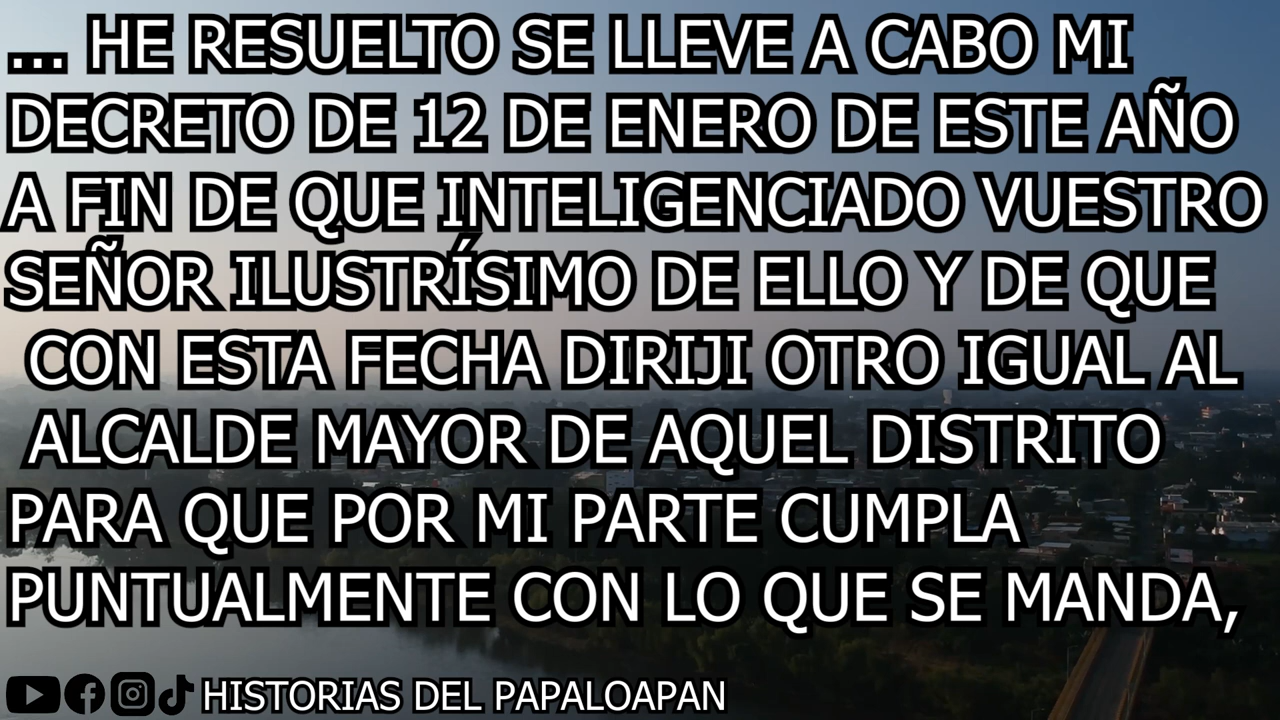 ... HE RESUELTO SE LLEVE A CABO MI
DECRETO DE 12 DE ENERO DE ESTE AÑO
A FIN DE QUE INTELIGENCIADO VUESTRO
SEÑOR ILUSTRÍSIMO DE ELLO Y DE QUE
CON ESTA FECHA DIRIJI OTRO IGUAL AL
ALCALDE MAYOR DE AQUEL DISTRITO
PARA QUE POR MI PARTE CUMPLA
PUNTUALMENTE CON LO QUE SE MANDA,
HISTORIAS DEL PAPALOAPAN